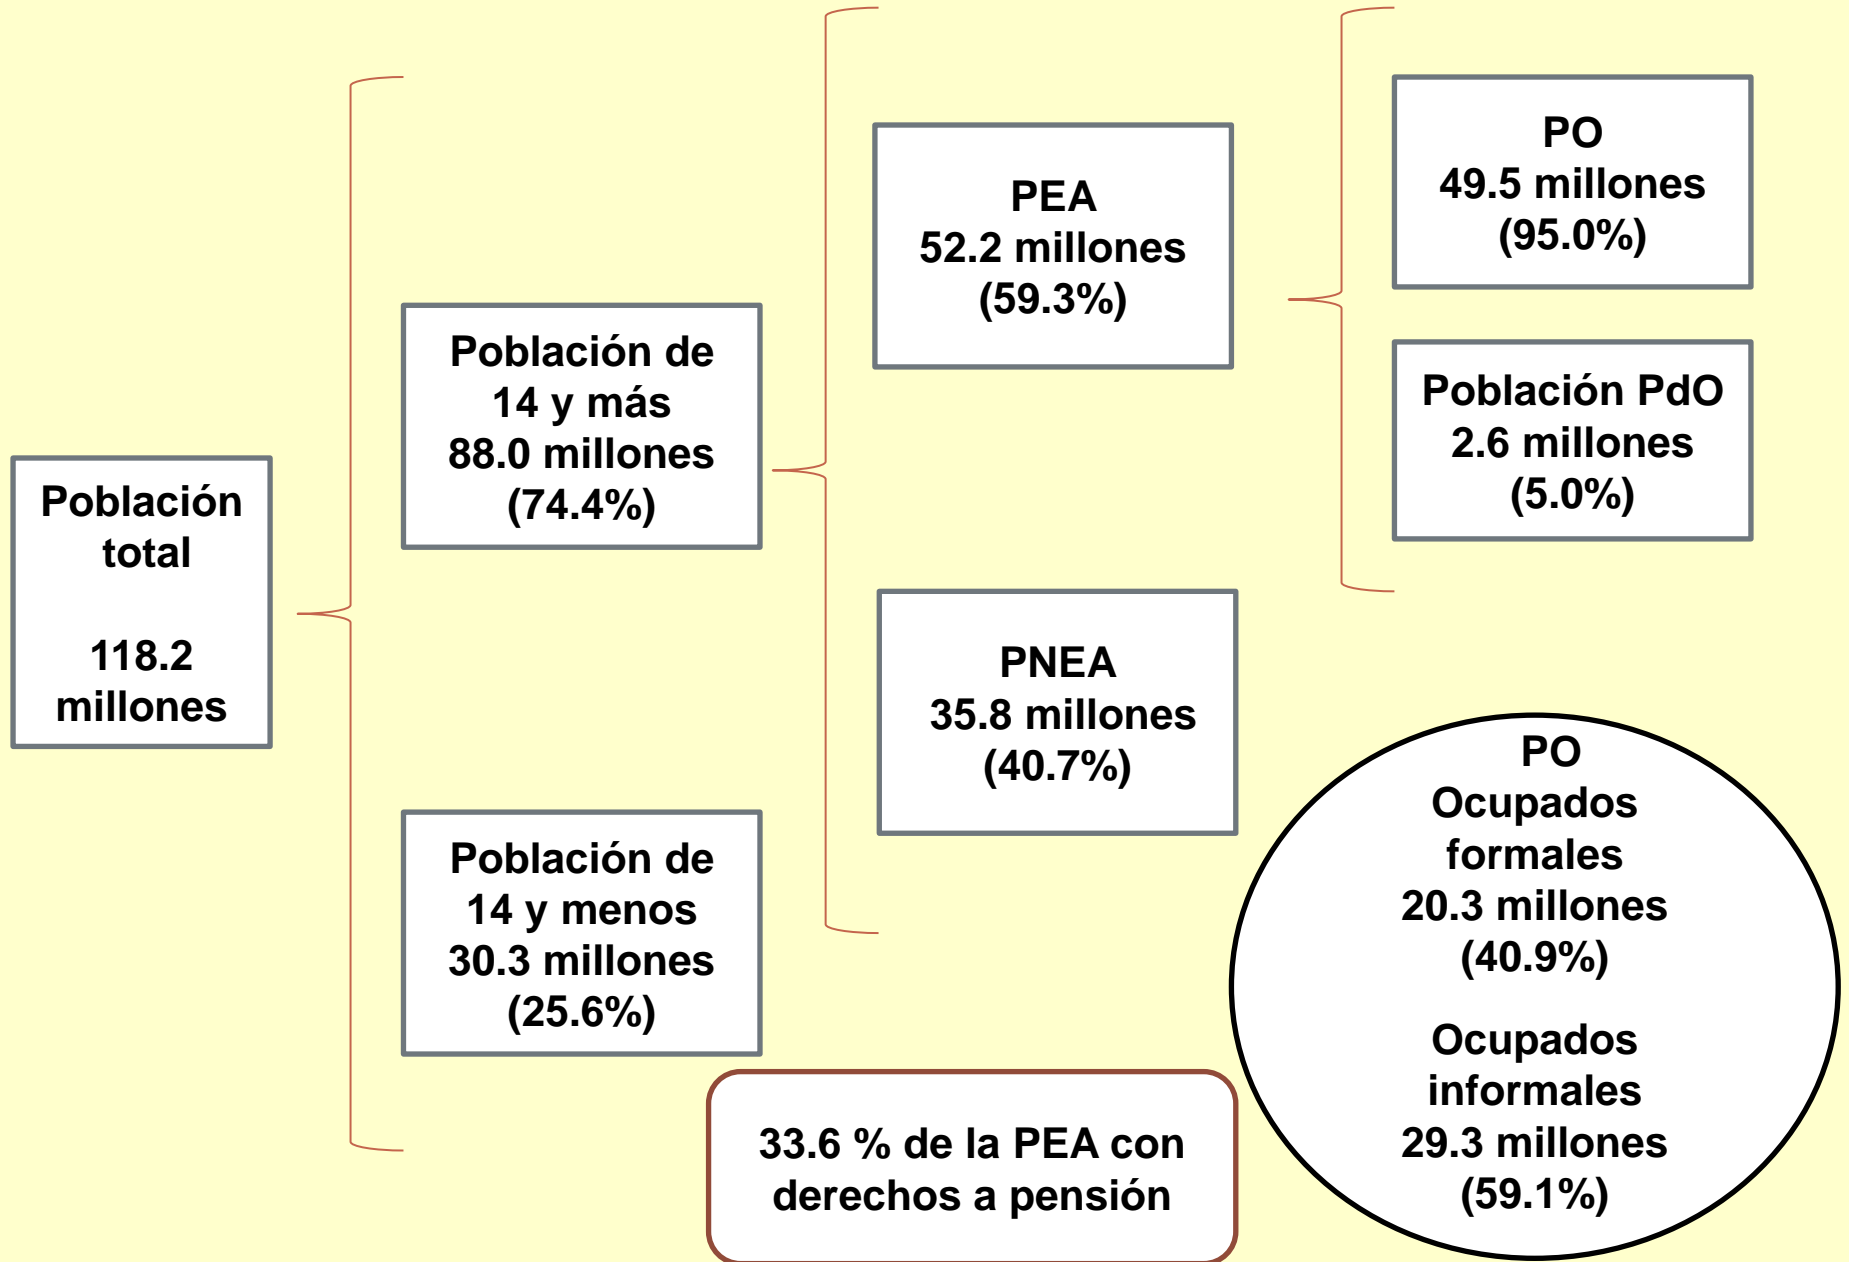 Población
total
118.2
millones
Población de
14 y más
88.0 millones
(74.4%)
Población de
14 y menos
30.3 millones
(25.6%)
PEA
52.2 millones
(59.3%)
PNEA
35.8 millones
(40.7%)
PO
49.5 millones
(95.0%)
Población PdO
2.6 millones
(5.0%)
PO
Ocupados
formales
20.3 millones
(40.9%)
Ocupados
informales
29.3 millones
(59.1%)
33.6 % de la PEA con
derechos a pensión